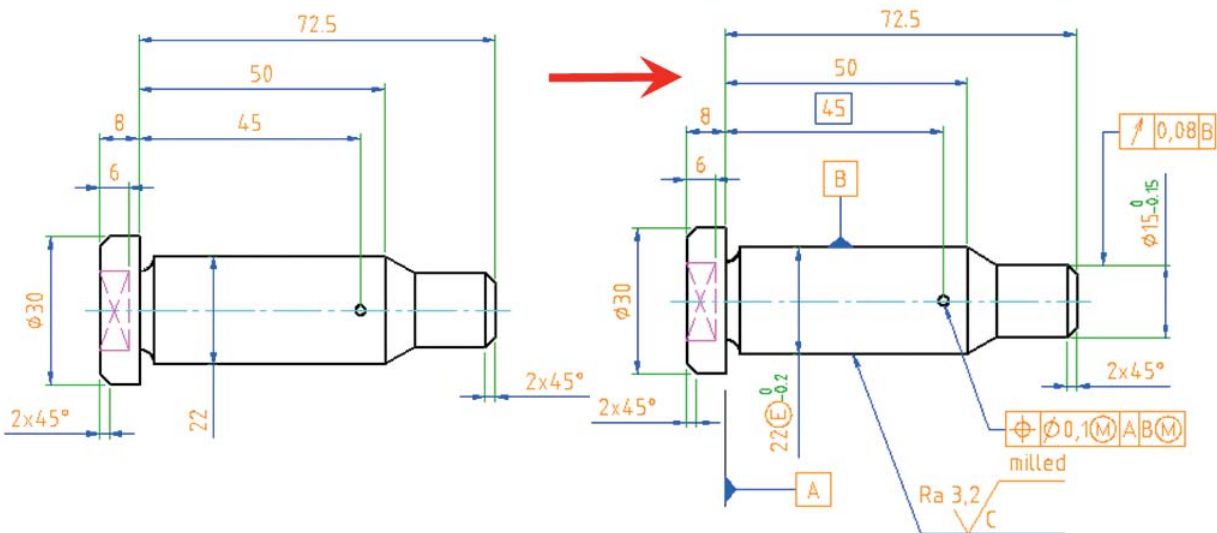 72.5
50
8
45
6
Ø30
22
2x45°
2x45°
72.5
50
8
45
6
B
↗ 0,08 B
Ø15 0 -0.15
Ø30
22 Ⓔ 0 -0.2
2x45°
2x45°
⌖ Ø0,1 Ⓜ A B Ⓜ
milled
A
Ra 3,2
C